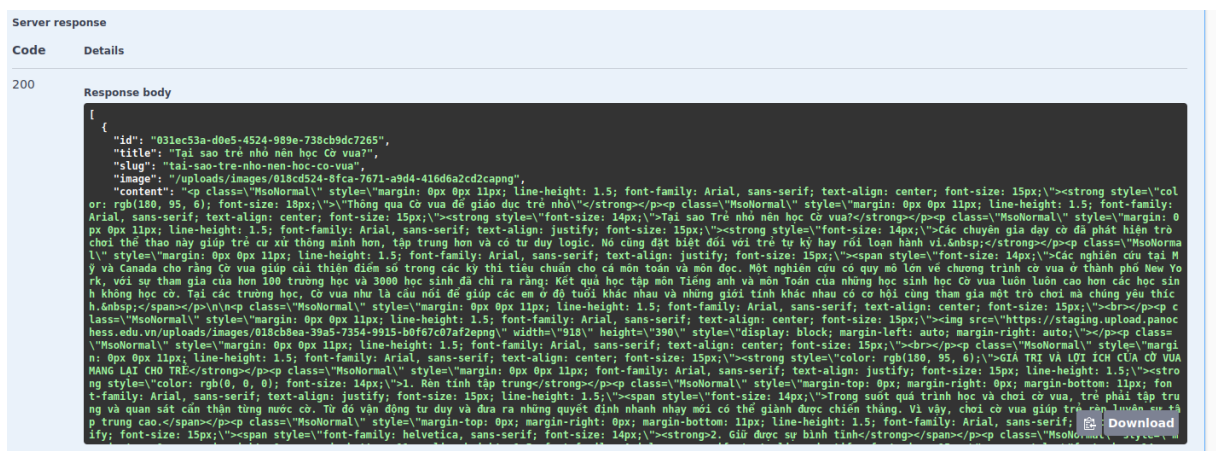 Server response
Code Details
200
Response body
[
{
"id": "031ec53a-d0e5-4524-989e-738cb9dc7265",
"title": "Tại sao trẻ nhỏ nên học Cờ vua?",
"slug": "tai-sao-tre-nho-nen-hoc-co-vua",
"image": "/uploads/images/018cd524-8fca-7671-a9d4-416d6a2cd2capng",
"content": "<p class=\"MsoNormal\" style=\"margin: 0px 0px 11px; line-height: 1.5; font-family: Arial, sans-serif; text-align: center; font-size: 15px;\"><strong style=\"col
or: rgb(180, 95, 6); font-size: 18px;\">\"Thông qua Cờ vua để giáo dục trẻ nhỏ\"</strong></p><p class=\"MsoNormal\" style=\"margin: 0px 0px 11px; line-height: 1.5; font-family:
Arial, sans-serif; text-align: center; font-size: 15px;\"><strong style=\"font-size: 14px;\">Tại sao Trẻ nhỏ nên học Cờ vua?</strong></p><p class=\"MsoNormal\" style=\"margin: 0
px 0px 11px; line-height: 1.5; font-family: Arial, sans-serif; text-align: justify; font-size: 15px;\"><strong style=\"font-size: 14px;\">Các chuyên gia dạy cờ đã phát hiện trò
chơi thể thao này giúp trẻ cư xử thông minh hơn, tập trung hơn và có tư duy logic. Nó cũng đặt biệt đối với trẻ tự kỷ hay rối loạn hành vi.&nbsp;</strong></p><p class=\"MsoNorma
l\" style=\"margin: 0px 0px 11px; line-height: 1.5; font-family: Arial, sans-serif; text-align: justify; font-size: 15px;\"><span style=\"font-size: 14px;\">Các nghiên cứu tại M
ỹ và Canada cho rằng Cờ vua giúp cải thiện điểm số trong các kỳ thi tiêu chuẩn cho cá môn toán và môn đọc. Một nghiên cứu có quy mô lớn về chương trình cờ vua ở thành phố New Yo
rk, với sự tham gia của hơn 100 trường học và 3000 học sinh đã chỉ ra rằng: Kết quả học tập môn Tiếng anh và môn Toán của những học sinh học Cờ vua luôn luôn cao hơn các học sin
h không học cờ. Tại các trường học, Cờ vua như là cầu nối để giúp các em ở độ tuổi khác nhau và những giới tính khác nhau có cơ hội cùng tham gia một trò chơi mà chúng yêu thíc
h.&nbsp;</span></p>\n\n<p class=\"MsoNormal\" style=\"margin: 0px 0px 11px; line-height: 1.5; font-family: Arial, sans-serif; text-align: center; font-size: 15px;\"><br></p><p c
lass=\"MsoNormal\" style=\"margin: 0px 0px 11px; line-height: 1.5; font-family: Arial, sans-serif; text-align: center; font-size: 15px;\"><img src=\"https://staging.upload.panoc
hess.edu.vn/uploads/images/018cb8ea-39a5-7354-9915-b0f67c07af2epng\" width=\"918\" height=\"390\" style=\"display: block; margin-left: auto; margin-right: auto;\"></p><p class=
\"MsoNormal\" style=\"margin: 0px 0px 11px; line-height: 1.5; font-family: Arial, sans-serif; text-align: justify; font-size: 15px;\"><br></p><p class=\"MsoNormal\" style=\"margi
n: 0px 0px 11px; line-height: 1.5; font-family: Arial, sans-serif; text-align: center; font-size: 15px;\"><strong style=\"color: rgb(180, 95, 6);\">GIÁ TRỊ VÀ LỢI ÍCH CỦA CỜ VUA
MANG LẠI CHO TRẺ</strong></p><p class=\"MsoNormal\" style=\"margin: 0px 0px 11px; font-family: Arial, sans-serif; text-align: justify; font-size: 15px; line-height: 1.5;\"><stro
ng style=\"color: rgb(0, 0, 0); font-size: 14px;\">1. Rèn tính tập trung</strong></p><p class=\"MsoNormal\" style=\"margin-top: 0px; margin-right: 0px; margin-bottom: 11px; fon
t-family: Arial, sans-serif; text-align: justify; font-size: 15px; line-height: 1.5;\"><span style=\"font-size: 14px;\">Trong suốt quá trình học và chơi cờ vua, trẻ phải tập tru
ng và quan sát cẩn thận từng nước cờ. Từ đó vận động tư duy và đưa ra những quyết định nhanh nhạy mới có thể giành được chiến thắng. Vì vậy, chơi cờ vua giúp trẻ rèn luyện sự tậ
p trung cao.</span></p><p class=\"MsoNormal\" style=\"margin-top: 0px; margin-right: 0px; margin-bottom: 11px; line-height: 1.5; font-family: Arial, sans-serif;
ify; font-size: 15px;\"><span style=\"font-family: helvetica, sans-serif; font-size: 14px;\"><strong>2. Giữ được sự bình tĩnh</strong></span></p><p class=
Download